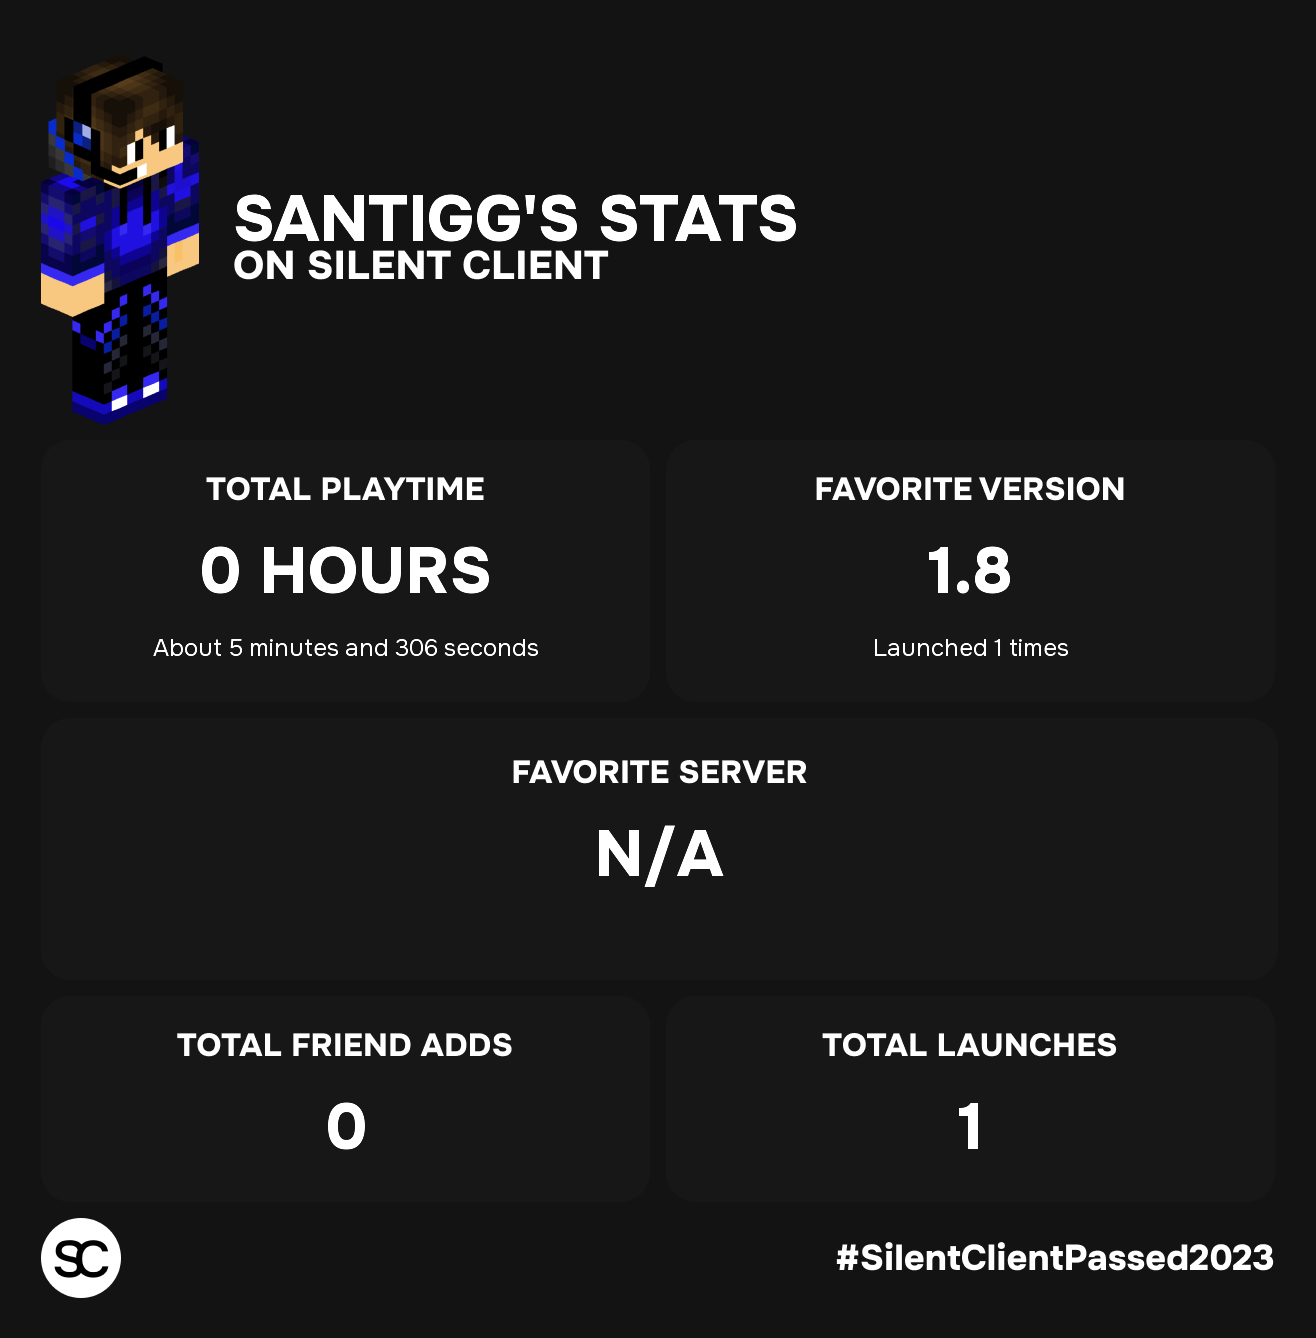 SANTIGG'S STATS
ON SILENT CLIENT
TOTAL PLAYTIME
0 HOURS
About 5 minutes and 306 seconds
FAVORITE VERSION
1.8
Launched 1 times
FAVORITE SERVER
N/A
TOTAL FRIEND ADDS
0
TOTAL LAUNCHES
1
SC
#SilentClientPassed2023